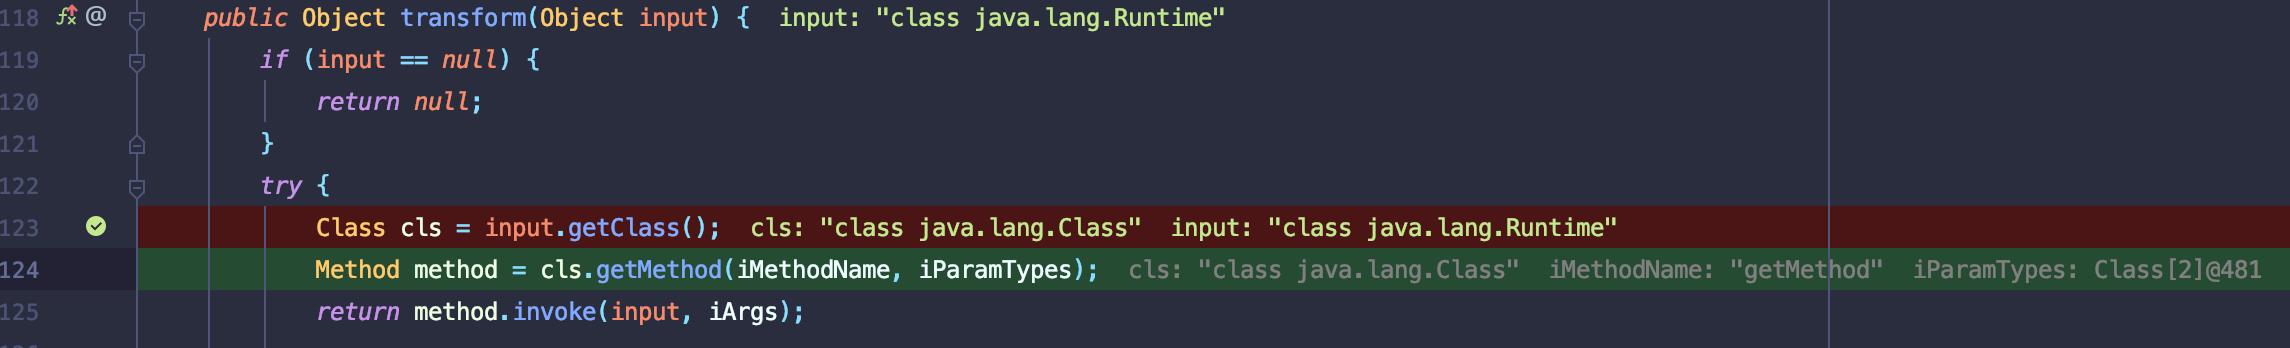 118 public Object transform(Object input) { input: "class java.lang.Runtime"
119 if (input == null) {
120 return null;
121 }
122 try {
123 Class cls = input.getClass(); cls: "class java.lang.Class" input: "class java.lang.Runtime"
124 Method method = cls.getMethod(iMethodName, iParamTypes); cls: "class java.lang.Class" iMethodName: "getMethod" iParamTypes: Class[2]@481
125 return method.invoke(input, iArgs);